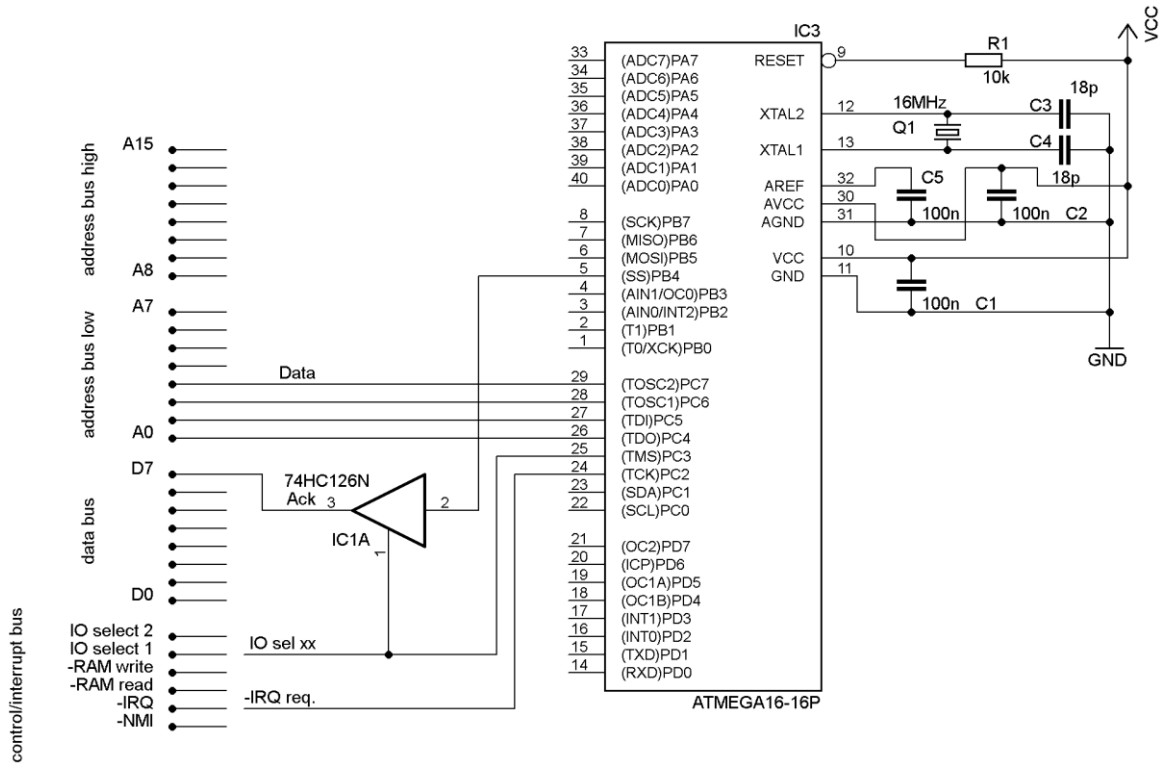 VCC
IC3
33 (ADC7)PA7 RESET 9 R1
34 (ADC6)PA6 10k
35 (ADC5)PA5 18p
36 (ADC4)PA4 XTAL2 12 16MHz C3
37 (ADC3)PA3 Q1
38 (ADC2)PA2 XTAL1 13 C4
39 (ADC1)PA1
40 (ADC0)PA0 AREF 32 C5 18p
AVCC 30
8 (SCK)PB7 AGND 31 100n 100n C2
7 (MISO)PB6
6 (MOSI)PB5 VCC 10
5 (SS)PB4 GND 11
4 (AIN1/OC0)PB3
3 (AIN0/INT2)PB2 100n C1
2 (T1)PB1
1 (T0/XCK)PB0
GND
29 (TOSC2)PC7
28 (TOSC1)PC6
27 (TDI)PC5
26 (TDO)PC4
25 (TMS)PC3
24 (TCK)PC2
23 (SDA)PC1
22 (SCL)PC0
21 (OC2)PD7
20 (ICP)PD6
19 (OC1A)PD5
18 (OC1B)PD4
17 (INT1)PD3
16 (INT0)PD2
15 (TXD)PD1
14 (RXD)PD0
ATMEGA16-16P
address bus high
A15
A8
address bus low
A7
Data
A0
data bus
D7
74HC126N
Ack 3 2
IC1A
1
D0
control/interrupt bus
IO select 2
IO select 1 IO sel xx
-RAM write
-RAM read
-IRQ -IRQ req.
-NMI